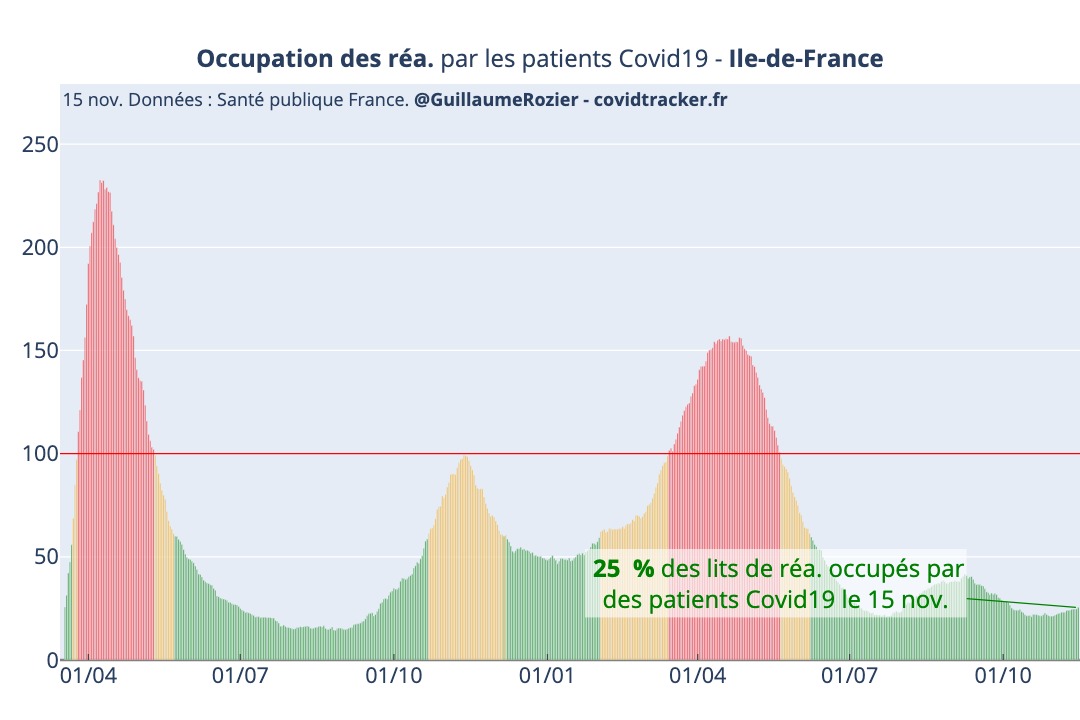 Occupation des réa. par les patients Covid19 - Ile-de-France
15 nov. Données : Santé publique France. @GuillaumeRozier - covidtracker.fr
250
200
150
100
50
0
25 % des lits de réa. occupés par
des patients Covid19 le 15 nov.
01/04 01/07 01/10 01/01 01/04 01/07 01/10